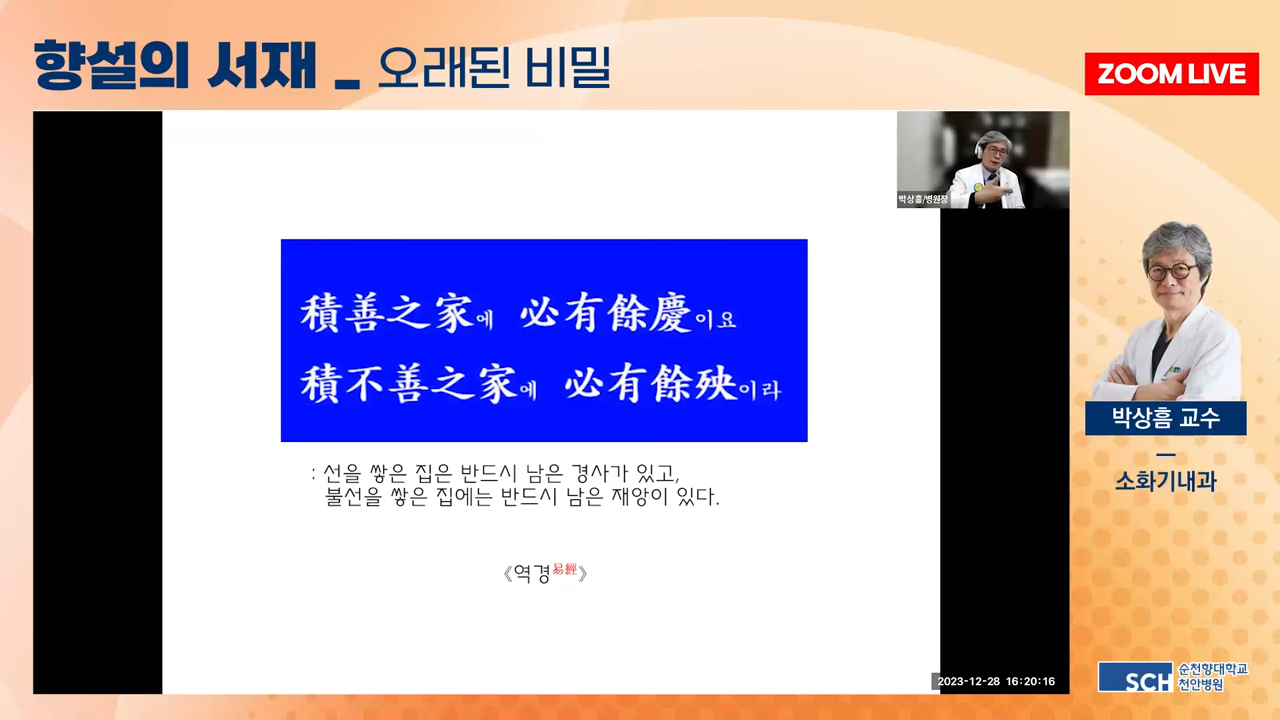 향설의 서재 _ 오래된 비밀
ZOOM LIVE
박상흠/병원장
積善之家에 必有餘慶이요
積不善之家에 必有餘殃이라
: 선을 쌓은 집은 반드시 남은 경사가 있고,
불선을 쌓은 집에는 반드시 남은 재앙이 있다.
《역경易經》
박상흠 교수
소화기내과
2023-12-28 16:20:16
SCH 순천향대학교
천안병원